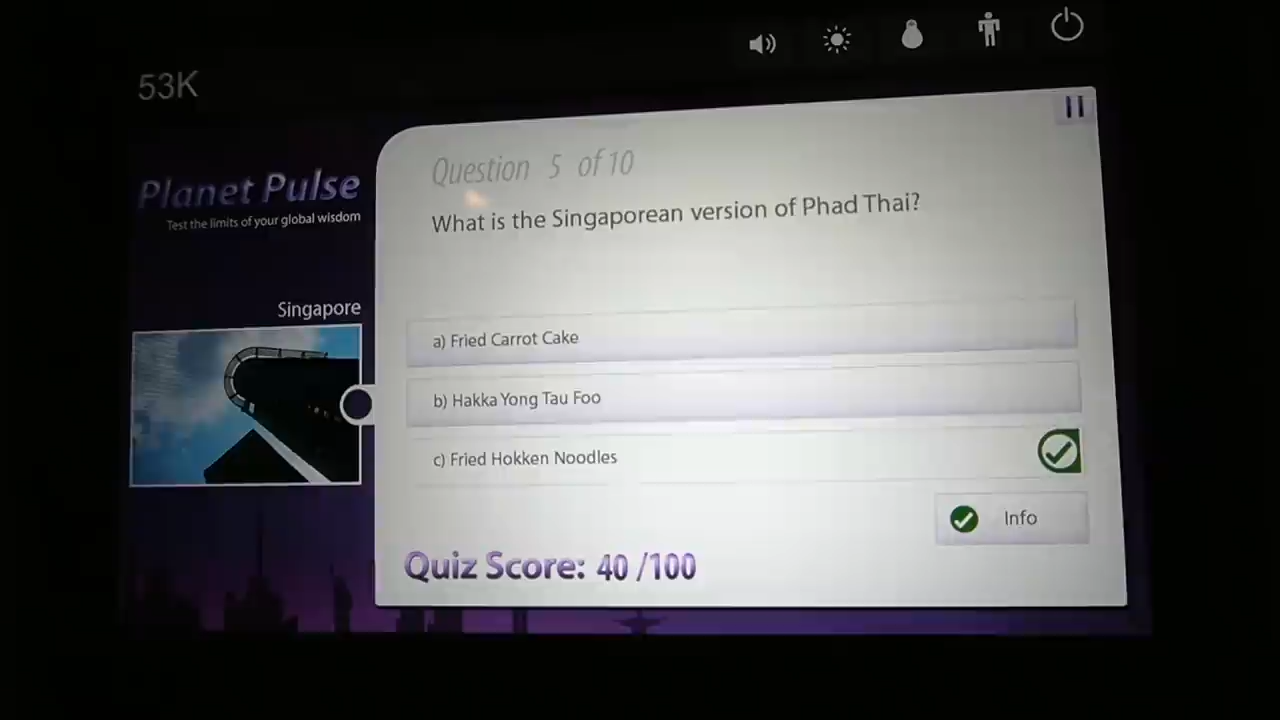 53K
Planet Pulse
Test the limits of your global wisdom
Singapore
Question 5 of 10
What is the Singaporean version of Phad Thai?
a) Fried Carrot Cake
b) Hakka Yong Tau Foo
c) Fried Hokken Noodles
Info
Quiz Score: 40 /100